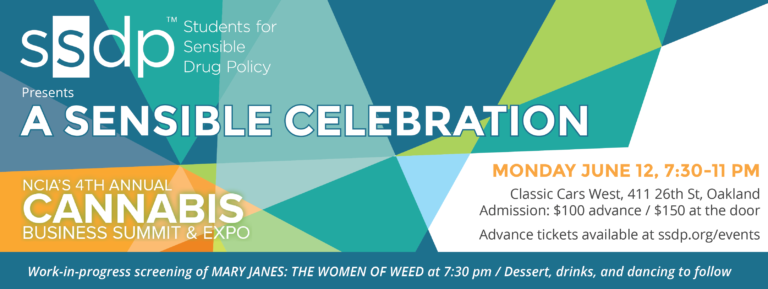 ssdp™
Students for
Sensible
Drug Policy
Presents
A SENSIBLE CELEBRATION
NCIA'S 4TH ANNUAL
CANNABIS
BUSINESS SUMMIT & EXPO
MONDAY JUNE 12, 7:30-11 PM
Classic Cars West, 411 26th St, Oakland
Admission: $100 advance / $150 at the door
Advance tickets available at ssdp.org/events
Work-in-progress screening of MARY JANES: THE WOMEN OF WEED at 7:30 pm / Dessert, drinks, and dancing to follow